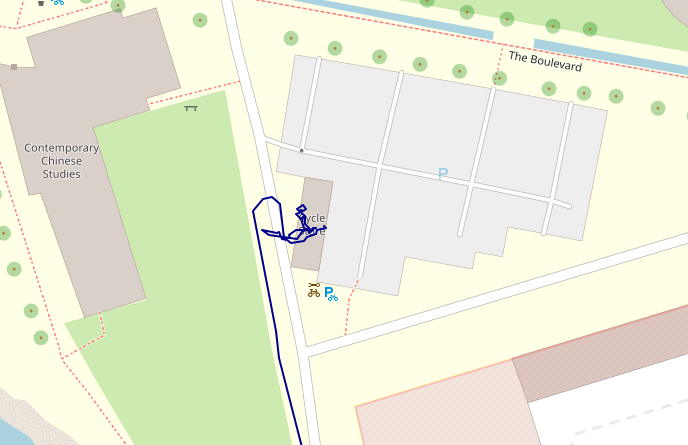 The Boulevard
Contemporary
Chinese
Studies
P
P